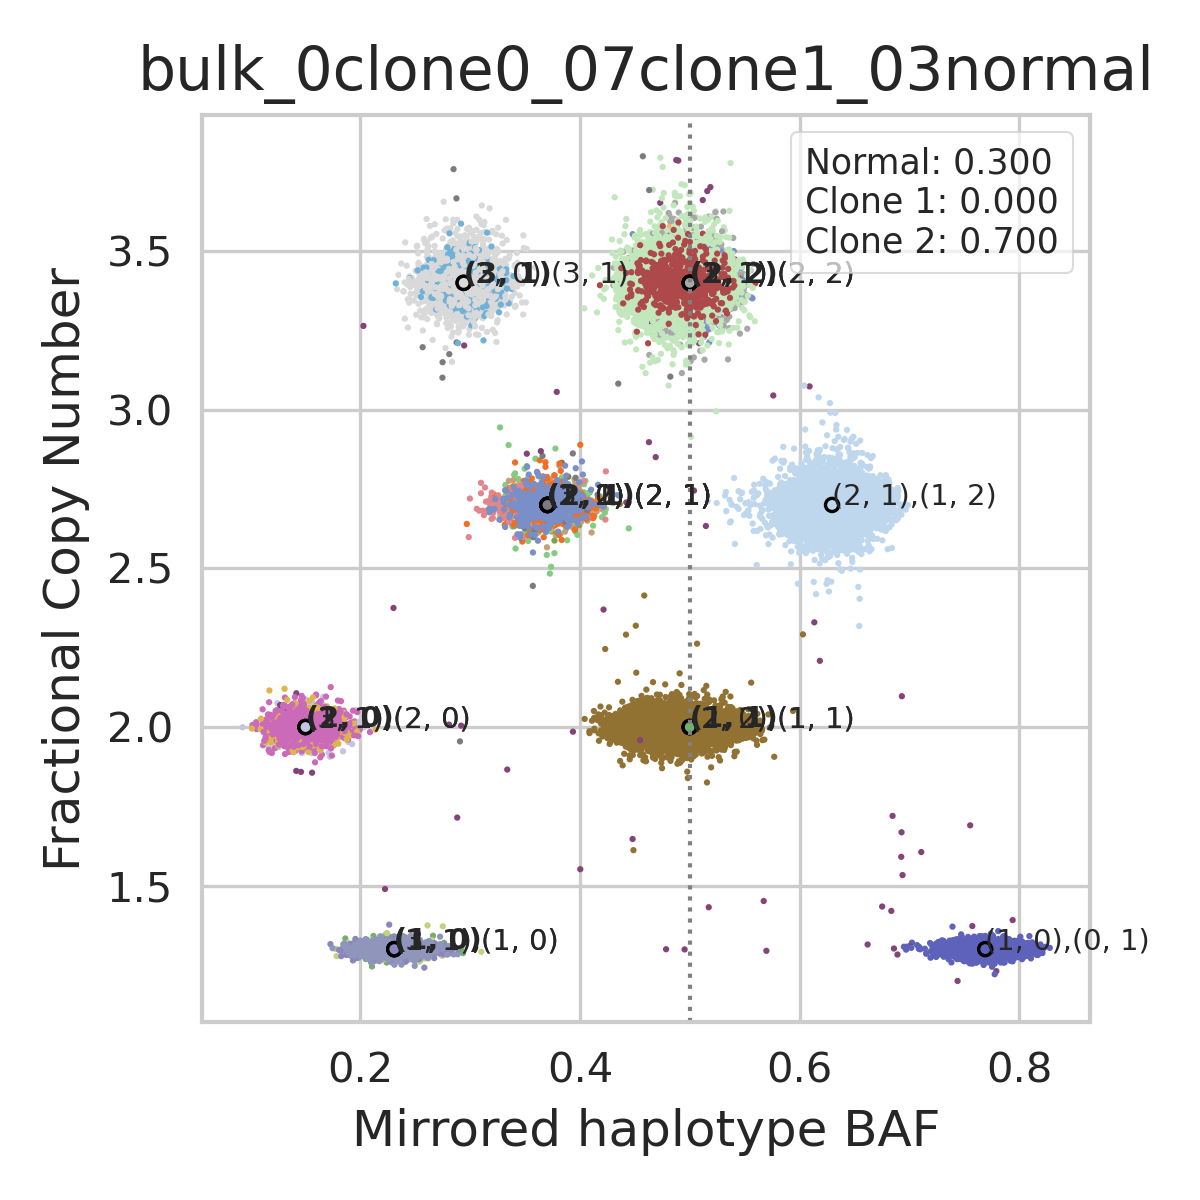 bulk_0clone0_07clone1_03normal
Normal: 0.300
Clone 1: 0.000
Clone 2: 0.700
Fractional Copy Number
3.5
3.0
2.5
2.0
1.5
(3, 1)
(2, 2)
(2, 1)
(2, 1),(1, 2)
(2, 0)
(1, 1)
(1, 0)
(1, 0),(0, 1)
0.2
0.4
0.6
0.8
Mirrored haplotype BAF